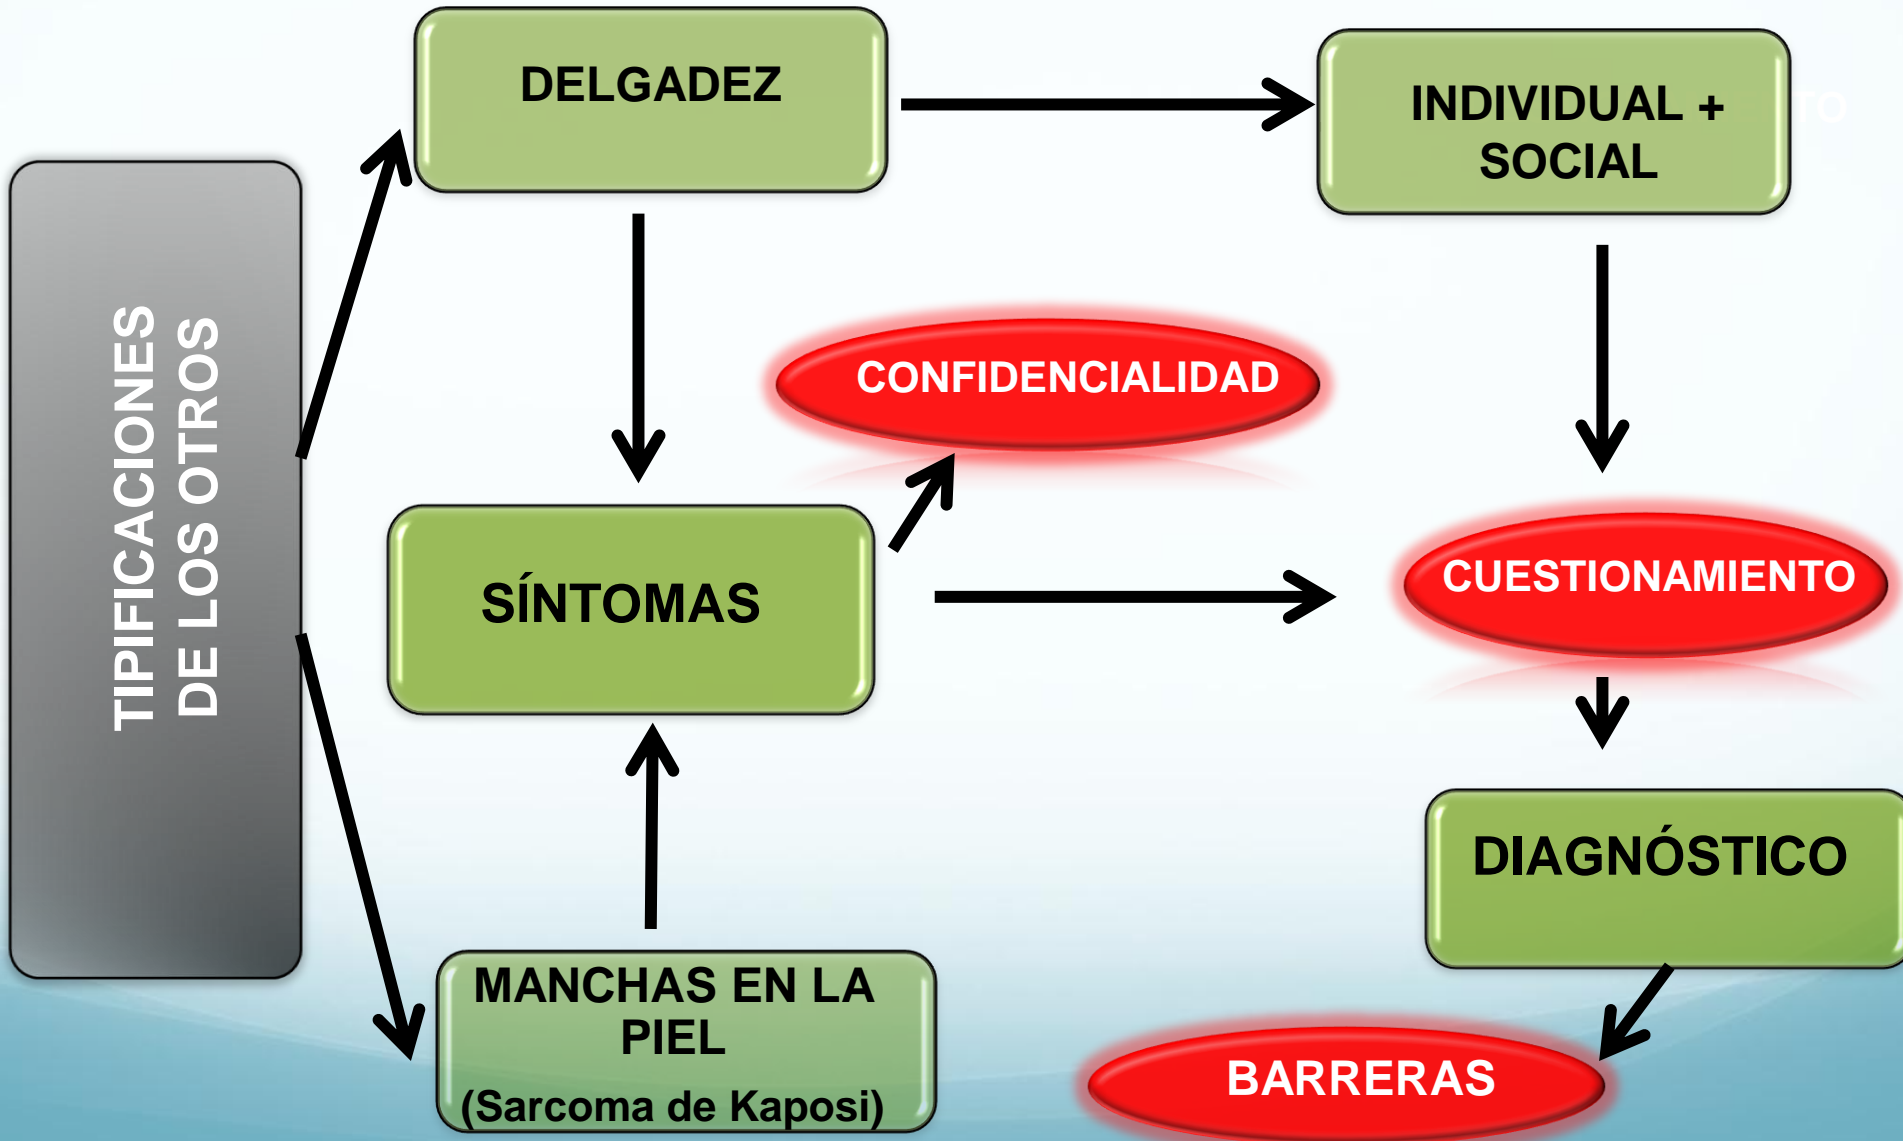 TIPIFICACIONES
DE LOS OTROS
DELGADEZ
INDIVIDUAL +
SOCIAL
TO
CONFIDENCIALIDAD
SÍNTOMAS
CUESTIONAMIENTO
DIAGNÓSTICO
MANCHAS EN LA
PIEL
(Sarcoma de Kaposi)
BARRERAS